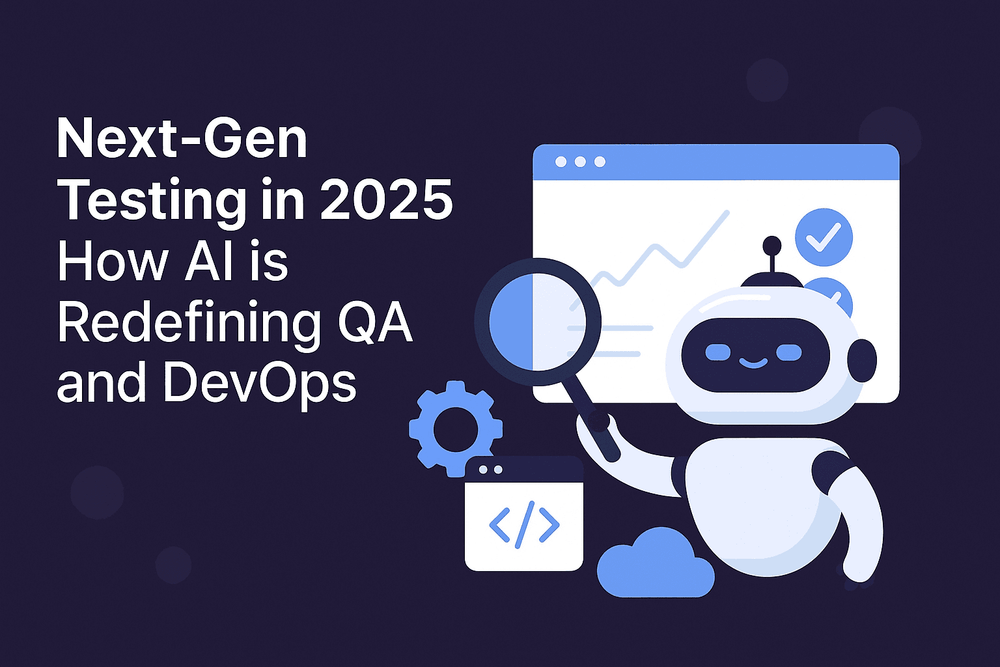 Next-Gen
Testing in 2025
How AI is
Redefining QA
and DevOps
</>